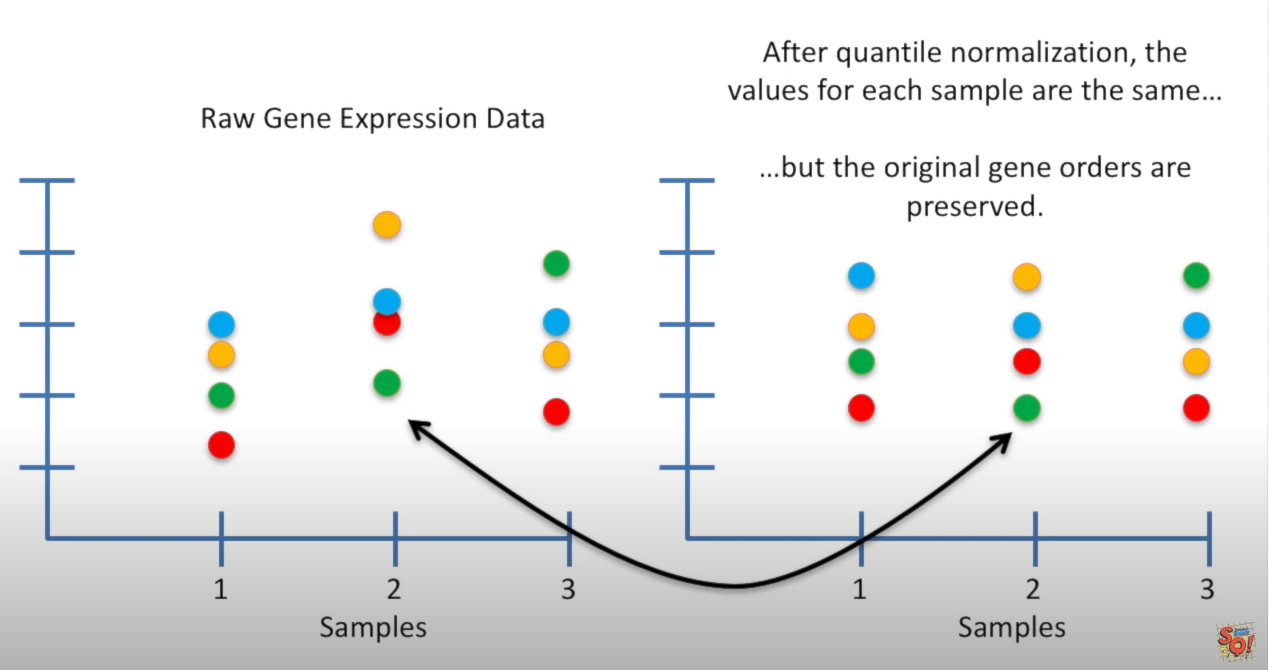 After quantile normalization, the
values for each sample are the same...
Raw Gene Expression Data
...but the original gene orders are
preserved.
1
2
3
Samples
1
2
3
Samples
SQ!